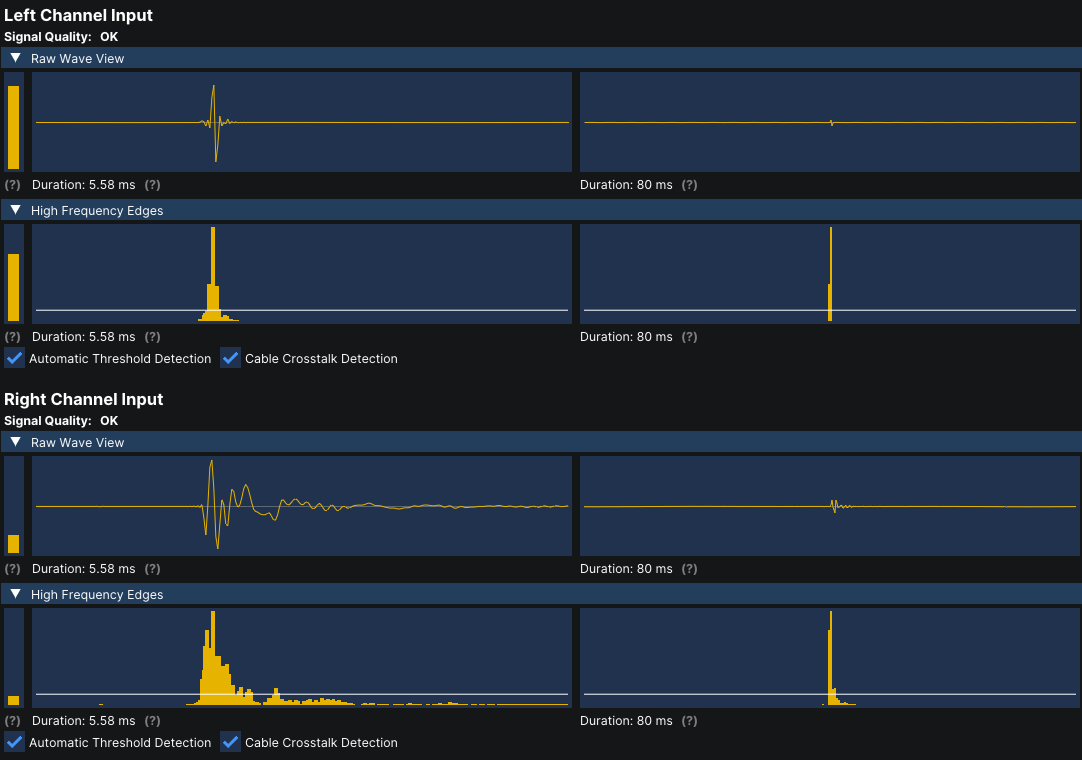 Left Channel Input
Signal Quality: OK
▼ Raw Wave View
(?) Duration: 5.58 ms (?) Duration: 80 ms (?)
▼ High Frequency Edges
(?) Duration: 5.58 ms (?) Duration: 80 ms (?)
Automatic Threshold Detection Cable Crosstalk Detection
Right Channel Input
Signal Quality: OK
▼ Raw Wave View
(?) Duration: 5.58 ms (?) Duration: 80 ms (?)
▼ High Frequency Edges
(?) Duration: 5.58 ms (?) Duration: 80 ms (?)
Automatic Threshold Detection Cable Crosstalk Detection